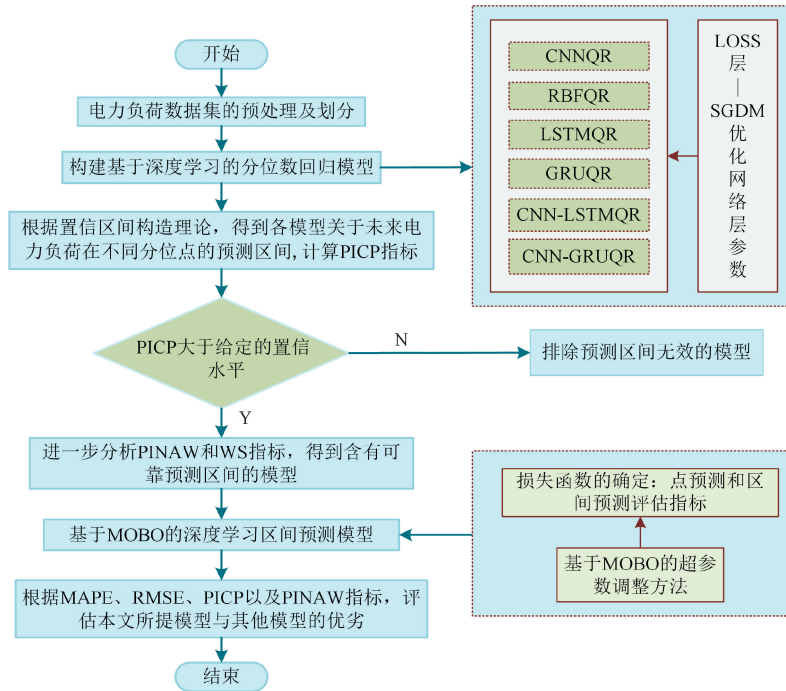 开始
电力负荷数据集的预处理及划分
构建基于深度学习的分位数回归模型
根据置信区间构造理论，得到各模型关于未来电
力负荷在不同分位点的预测区间,计算PICP指标
PICP大于给定的置信
水平
N
排除预测区间无效的模型
Y
进一步分析PINAW和WS指标，得到含有可
靠预测区间的模型
基于MOBO的深度学习区间预测模型
根据MAPE、RMSE、PICP以及PINAW指标，评
估本文所提模型与其他模型的优劣
结束
CNNQR
RBFQR
LSTMQR
GRUQR
CNN-LSTMQR
CNN-GRUQR
LOSS
层
—
SGDM
优
化
网
络
层
参
数
损失函数的确定：点预测和区
间预测评估指标
基于MOBO的超参
数调整方法